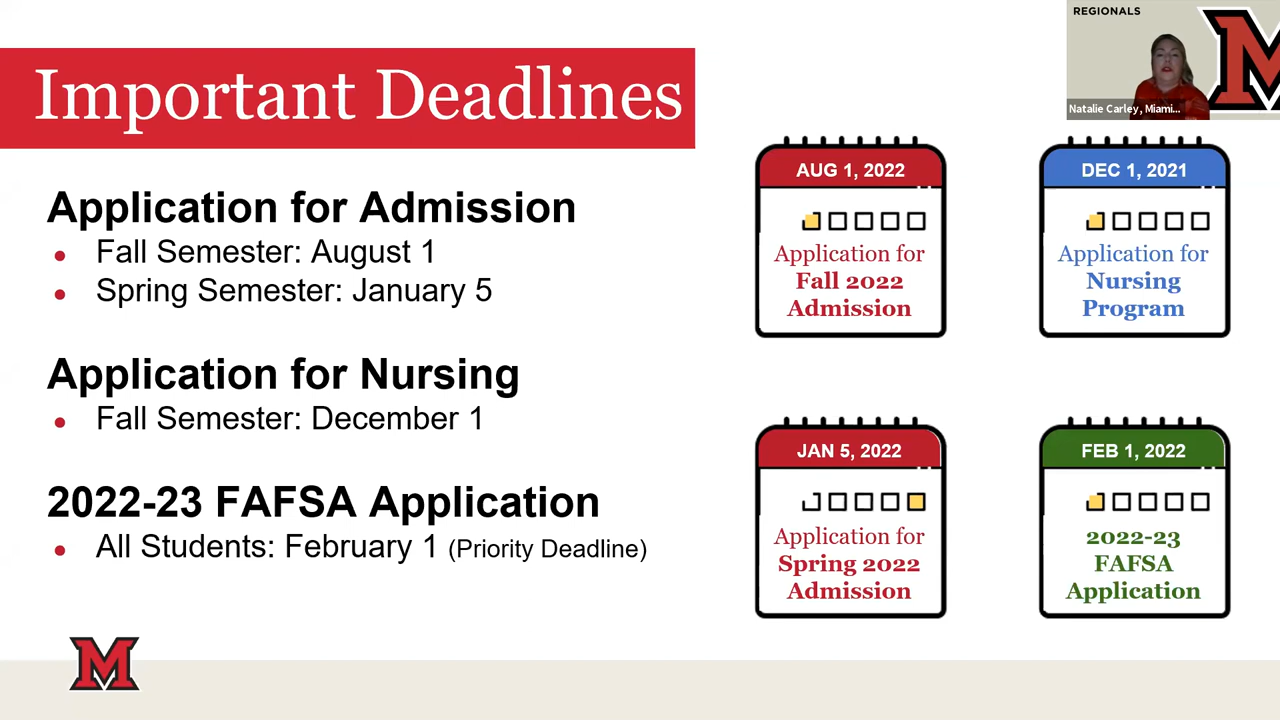 REGIONALS
Natalie Carley, Miami...
Important Deadlines
Application for Admission
• Fall Semester: August 1
• Spring Semester: January 5
Application for Nursing
• Fall Semester: December 1
2022-23 FAFSA Application
• All Students: February 1 (Priority Deadline)
AUG 1, 2022
Application for
Fall 2022
Admission
DEC 1, 2021
Application for
Nursing
Program
JAN 5, 2022
Application for
Spring 2022
Admission
FEB 1, 2022
2022-23
FAFSA
Application
M
M